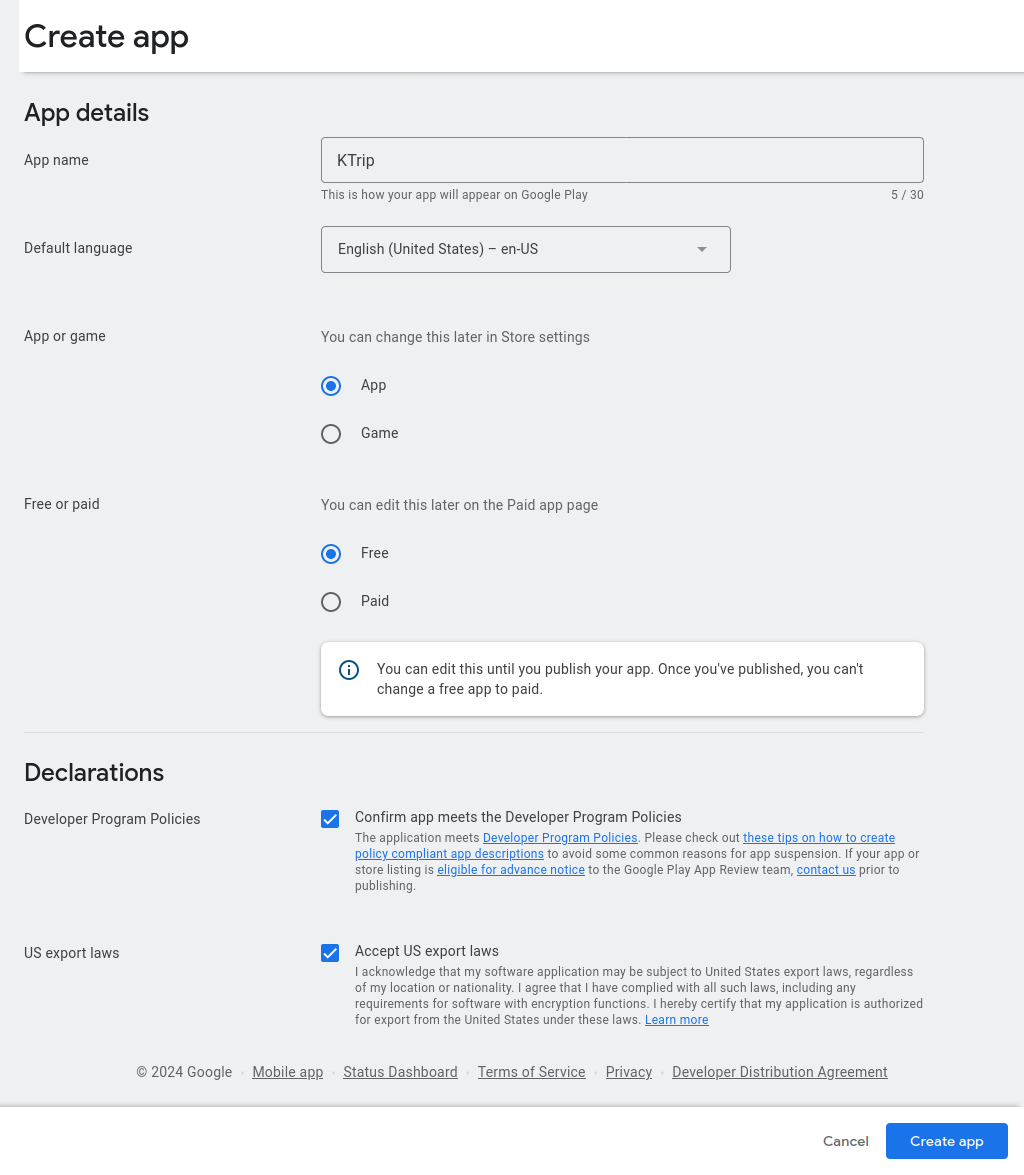 Create app
App details
App name
KTrip
This is how your app will appear on Google Play
5 / 30
Default language
English (United States) – en-US
App or game
You can change this later in Store settings
App
Game
Free or paid
You can edit this later on the Paid app page
Free
Paid
You can edit this until you publish your app. Once you've published, you can't
change a free app to paid.
Declarations
Developer Program Policies
Confirm app meets the Developer Program Policies
The application meets Developer Program Policies. Please check out these tips on how to create
policy compliant app descriptions to avoid some common reasons for app suspension. If your app or
store listing is eligible for advance notice to the Google Play App Review team, contact us prior to
publishing.
US export laws
Accept US export laws
I acknowledge that my software application may be subject to United States export laws, regardless
of my location or nationality. I agree that I have complied with all such laws, including any
requirements for software with encryption functions. I hereby certify that my application is authorized
for export from the United States under these laws. Learn more
© 2024 Google · Mobile app · Status Dashboard · Terms of Service · Privacy · Developer Distribution Agreement
Cancel
Create app